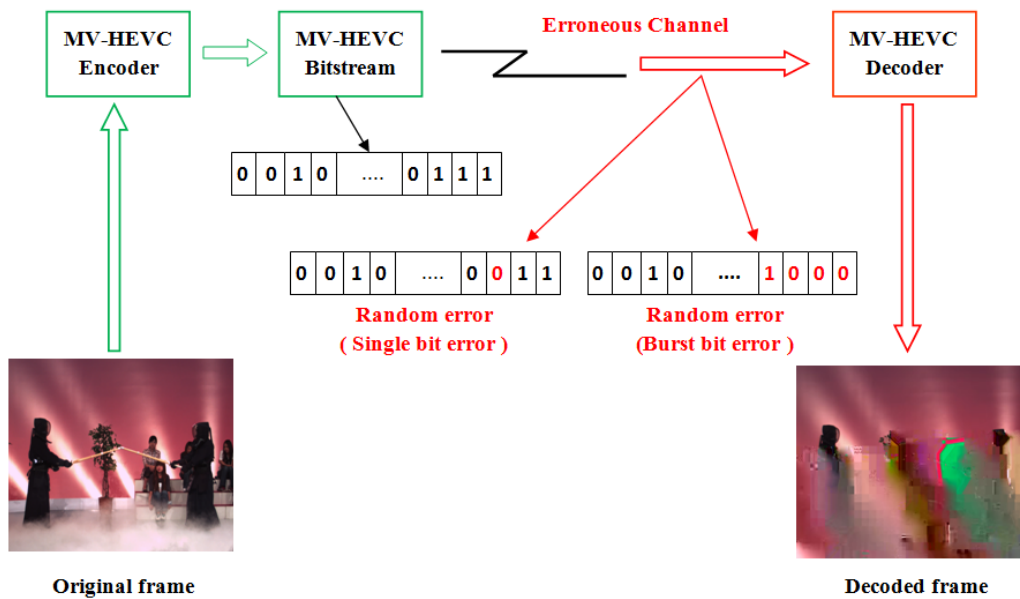 Erroneous Channel
MV-HEVC
Encoder
MV-HEVC
Bitstream
MV-HEVC
Decoder
0 0 1 0 .... 0 1 1 1
0 0 1 0 .... 0 0 1 1
0 0 1 0 .... 1 0 0 0
Random error
( Single bit error )
Random error
(Burst bit error )
Original frame
Decoded frame